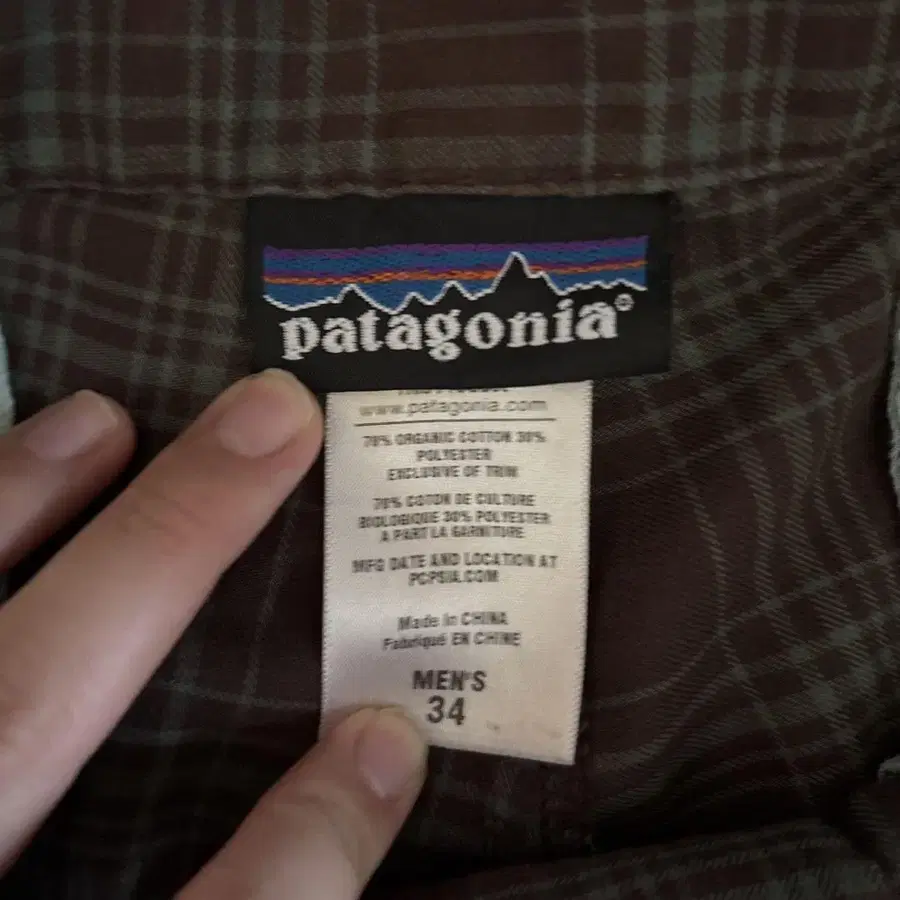 patagonia®
www.patagonia.com
70% ORGANIC COTTON 30%
POLYESTER
EXCLUSIVE OF TRIM
70% COTON DE CULTURE
BIOLOGIQUE 30% POLYESTER
A PART LA GARNITURE
MFG DATE AND LOCATION AT
PCPSIA.COM
Made in CHINA
Fabriqué EN CHINE
MEN'S
34